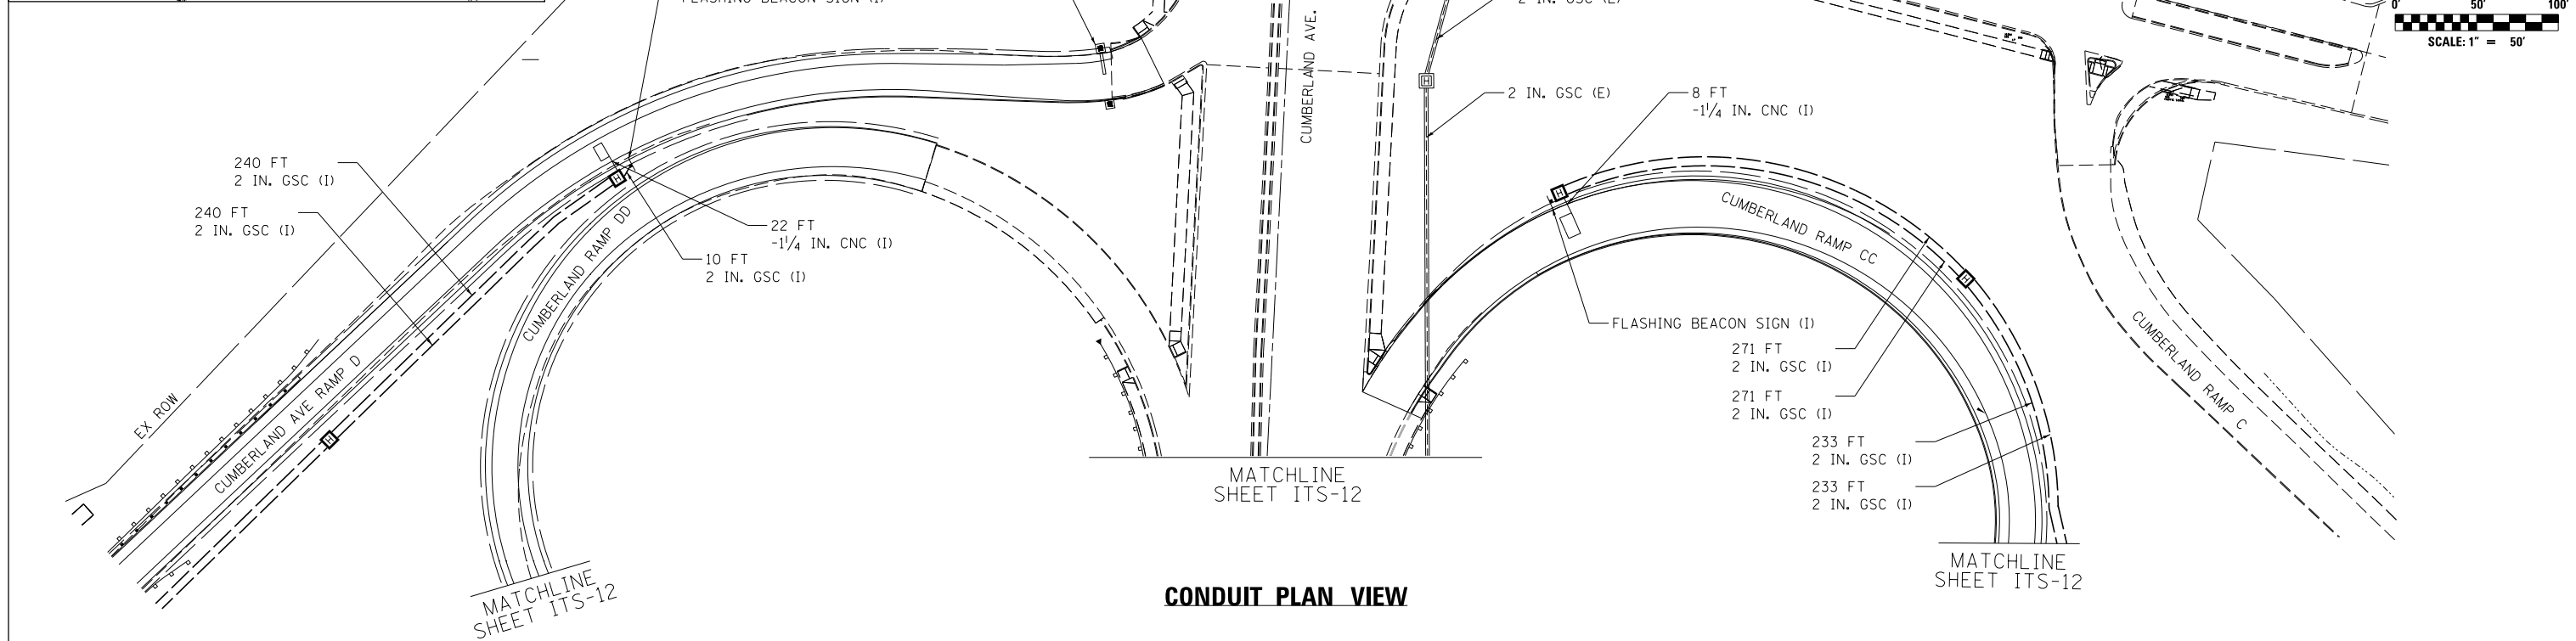 FLASHING BEACON SIGN (I)
2 IN. GSC (E)
0' 50' 100'
SCALE: 1" = 50'
CUMBERLAND AVE.
2 IN. GSC (E)
8 FT
-1¼ IN. CNC (I)
240 FT
2 IN. GSC (I)
240 FT
2 IN. GSC (I)
H
H
H
H
H
22 FT
-1¼ IN. CNC (I)
10 FT
2 IN. GSC (I)
CUMBERLAND RAMP DD
CUMBERLAND RAMP CC
FLASHING BEACON SIGN (I)
271 FT
2 IN. GSC (I)
271 FT
2 IN. GSC (I)
CUMBERLAND RAMP C
EX ROW
CUMBERLAND AVE RAMP D
233 FT
2 IN. GSC (I)
233 FT
2 IN. GSC (I)
MATCHLINE
SHEET ITS-12
MATCHLINE
SHEET ITS-12
MATCHLINE
SHEET ITS-12
CONDUIT PLAN VIEW